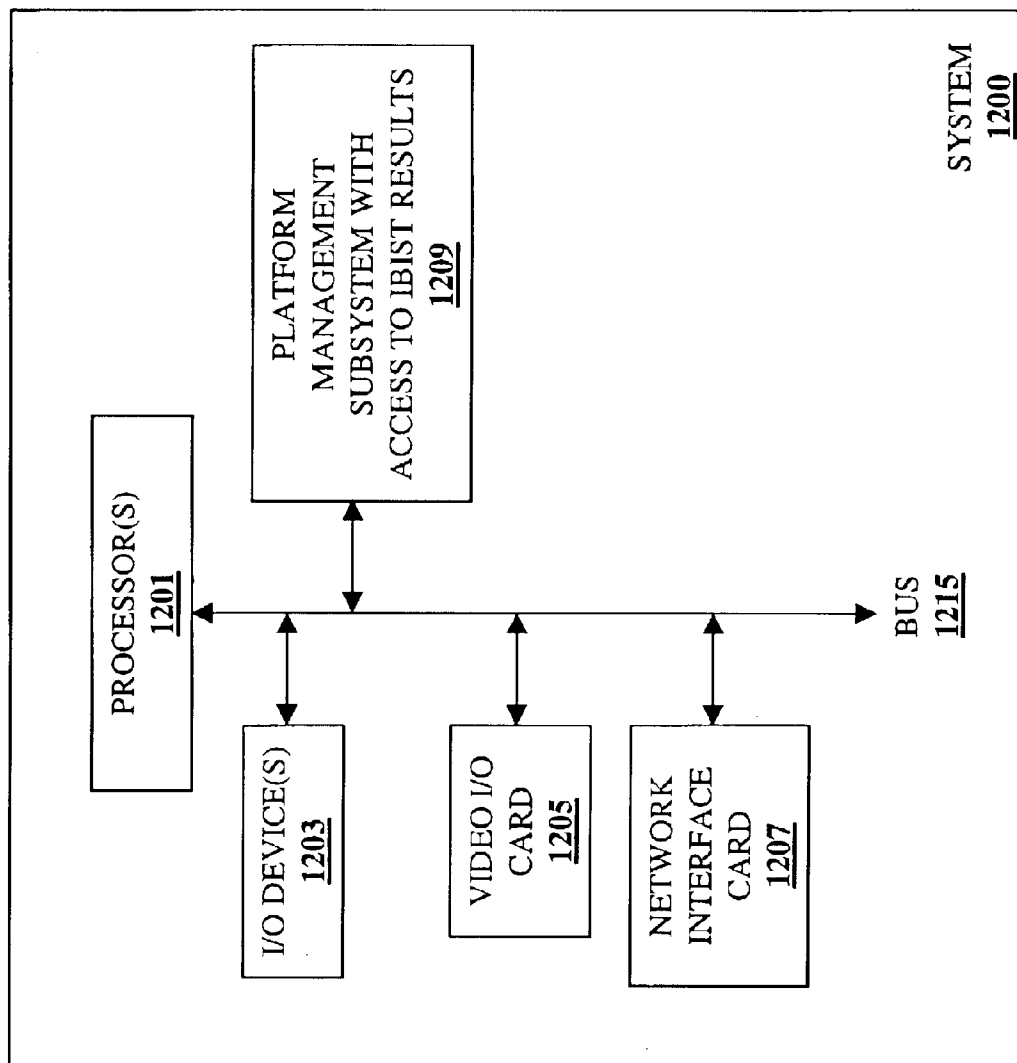 PROCESSOR(S)
1201
I/O DEVICE(S)
1203
PLATFORM
MANAGEMENT
SUBSYSTEM WITH
ACCESS TO IBIST RESULTS
1209
VIDEO I/O
CARD
1205
NETWORK
INTERFACE
CARD
1207
BUS
1215
SYSTEM
1200